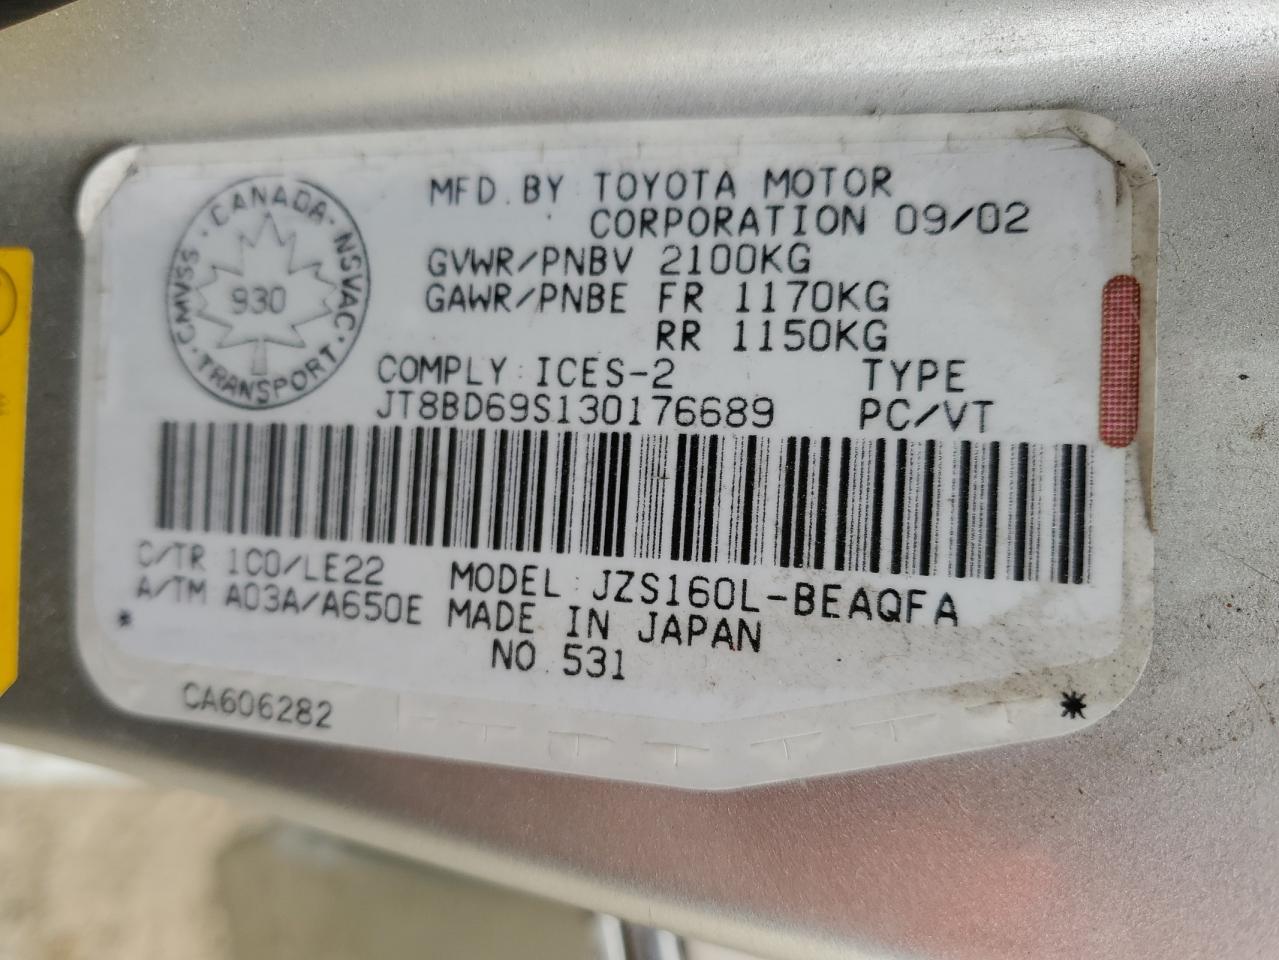 CANADA · NSVAC · TRANSPORT · CMVSS ·
930
MFD. BY TOYOTA MOTOR
CORPORATION 09/02
GVWR/PNBV 2100KG
GAWR/PNBE FR 1170KG
RR 1150KG
COMPLY:ICES-2 TYPE
JT8BD69S130176689 PC/VT
C/TR 1C0/LE22 MODEL:JZS160L-BEAQFA
A/TM A03A/A650E MADE IN JAPAN
NO.531
* *
CA606282